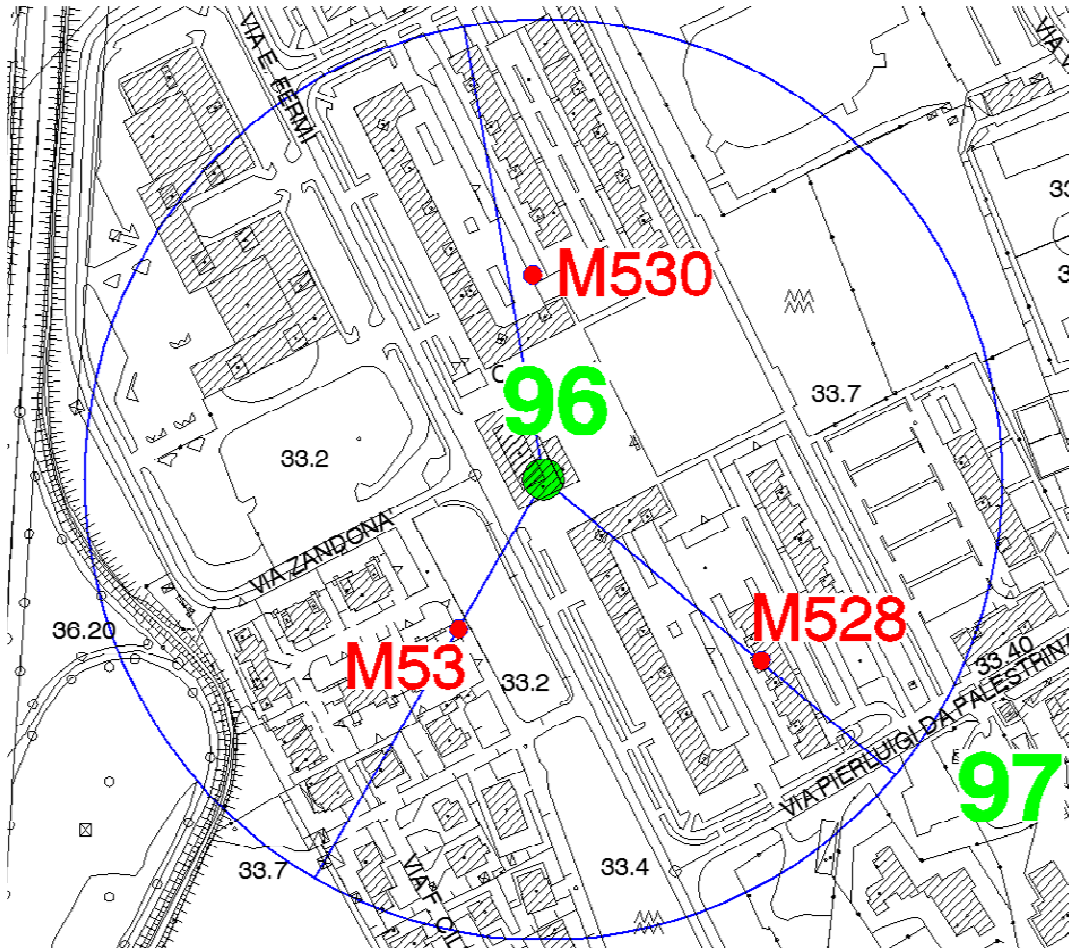 VIA E. FERMI
M530
C
96
33.7
33.2
VIA ZANDONA'
M528
36.20
M53
33.2
33.40
VIA PIERLUIGI DA PALESTRINA
E
97
33.7
33.4